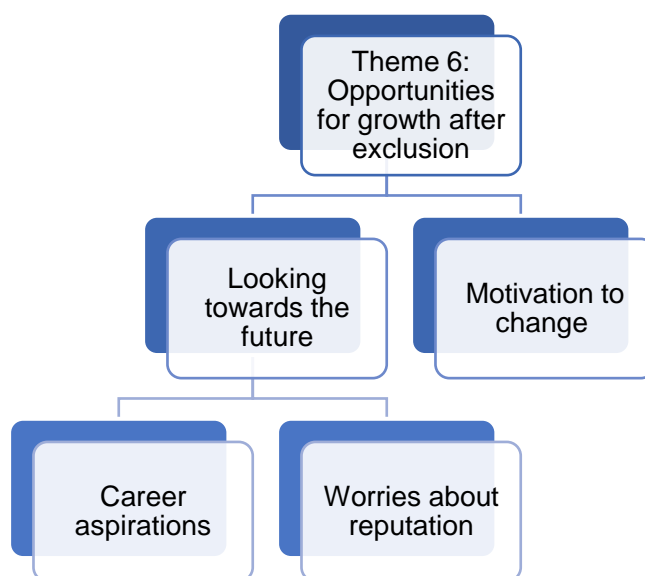 Theme 6:
Opportunities
for growth after
exclusion
Looking
towards the
future
Motivation to
change
Career
aspirations
Worries about
reputation